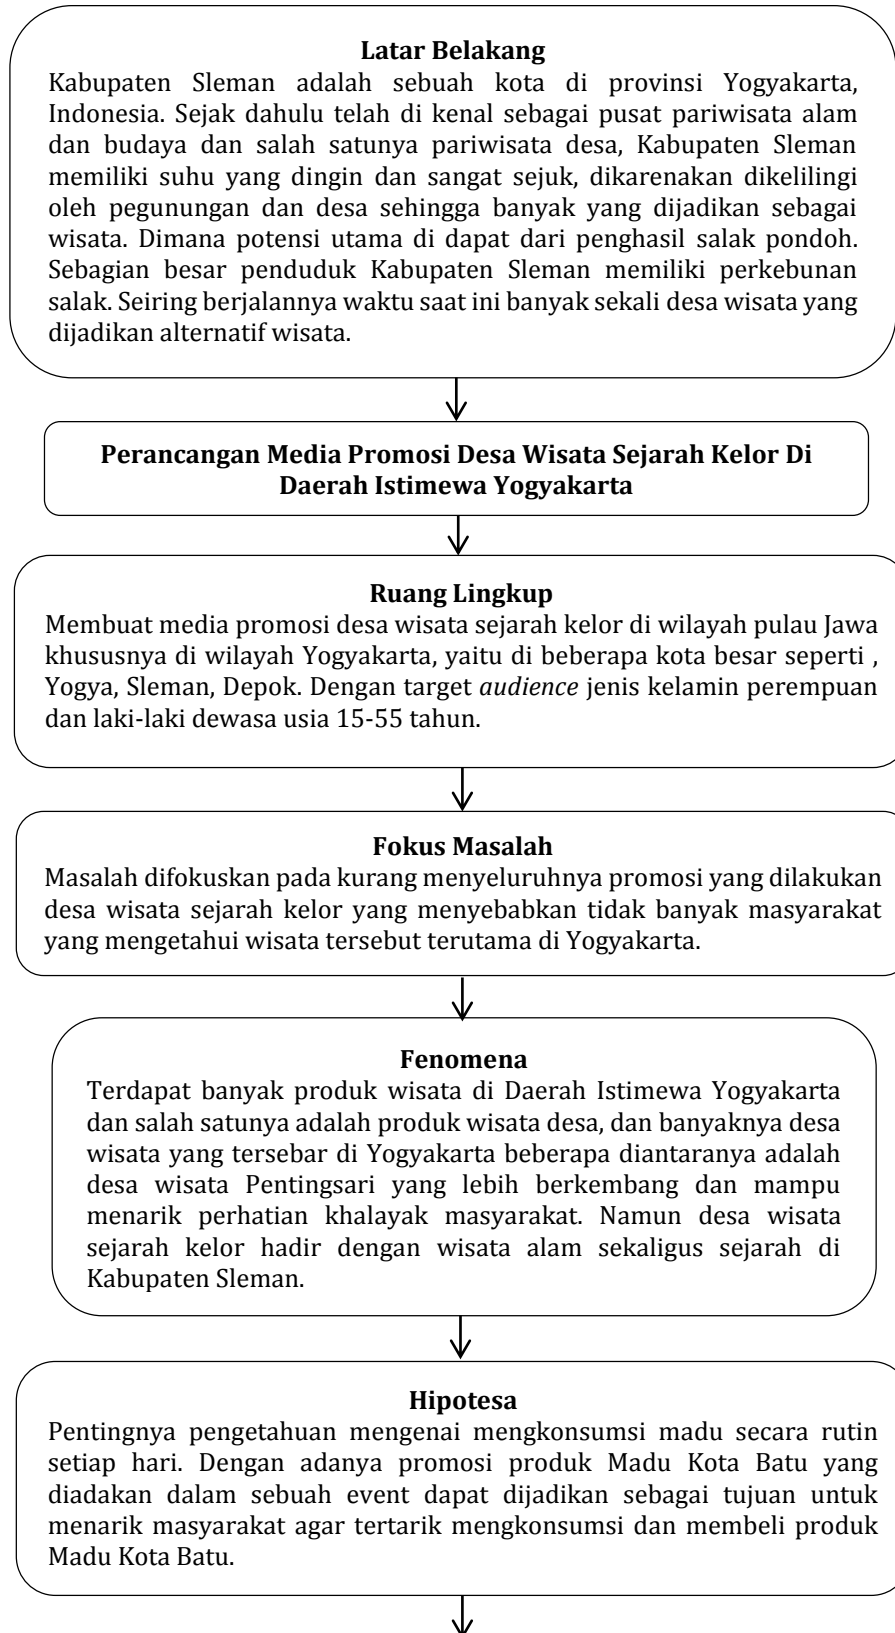 Latar Belakang
Kabupaten Sleman adalah sebuah kota di provinsi Yogyakarta,
Indonesia. Sejak dahulu telah di kenal sebagai pusat pariwisata alam
dan budaya dan salah satunya pariwisata desa, Kabupaten Sleman
memiliki suhu yang dingin dan sangat sejuk, dikarenakan dikelilingi
oleh pegunungan dan desa sehingga banyak yang dijadikan sebagai
wisata. Dimana potensi utama di dapat dari penghasil salak pondoh.
Sebagian besar penduduk Kabupaten Sleman memiliki perkebunan
salak. Seiring berjalannya waktu saat ini banyak sekali desa wisata yang
dijadikan alternatif wisata.
Perancangan Media Promosi Desa Wisata Sejarah Kelor Di
Daerah Istimewa Yogyakarta
Ruang Lingkup
Membuat media promosi desa wisata sejarah kelor di wilayah pulau Jawa
khususnya di wilayah Yogyakarta, yaitu di beberapa kota besar seperti ,
Yogya, Sleman, Depok. Dengan target audience jenis kelamin perempuan
dan laki-laki dewasa usia 15-55 tahun.
Fokus Masalah
Masalah difokuskan pada kurang menyeluruhnya promosi yang dilakukan
desa wisata sejarah kelor yang menyebabkan tidak banyak masyarakat
yang mengetahui wisata tersebut terutama di Yogyakarta.
Fenomena
Terdapat banyak produk wisata di Daerah Istimewa Yogyakarta
dan salah satunya adalah produk wisata desa, dan banyaknya desa
wisata yang tersebar di Yogyakarta beberapa diantaranya adalah
desa wisata Pentingsari yang lebih berkembang dan mampu
menarik perhatian khalayak masyarakat. Namun desa wisata
sejarah kelor hadir dengan wisata alam sekaligus sejarah di
Kabupaten Sleman.
Hipotesa
Pentingnya pengetahuan mengenai mengkonsumsi madu secara rutin
setiap hari. Dengan adanya promosi produk Madu Kota Batu yang
diadakan dalam sebuah event dapat dijadikan sebagai tujuan untuk
menarik masyarakat agar tertarik mengkonsumsi dan membeli produk
Madu Kota Batu.